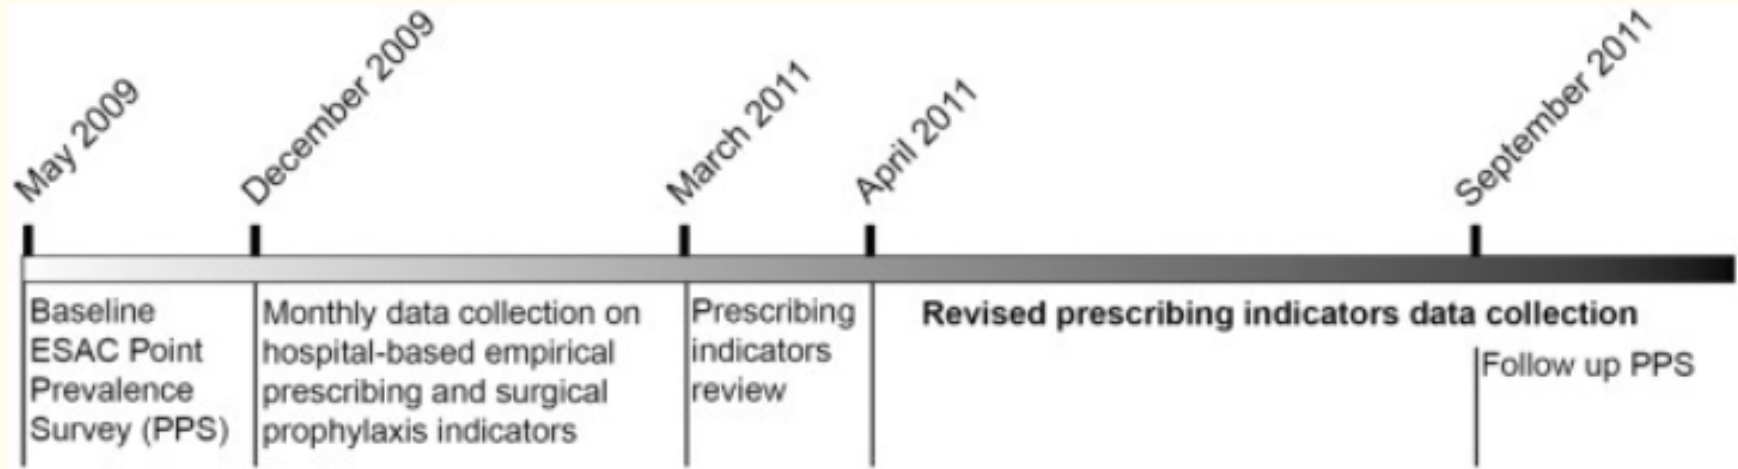 May 2009
December 2009
March 2011
April 2011
September 2011
Baseline
ESAC Point
Prevalence
Survey (PPS)
Monthly data collection on
hospital-based empirical
prescribing and surgical
prophylaxis indicators
Prescribing
indicators
review
Revised prescribing indicators data collection
Follow up PPS